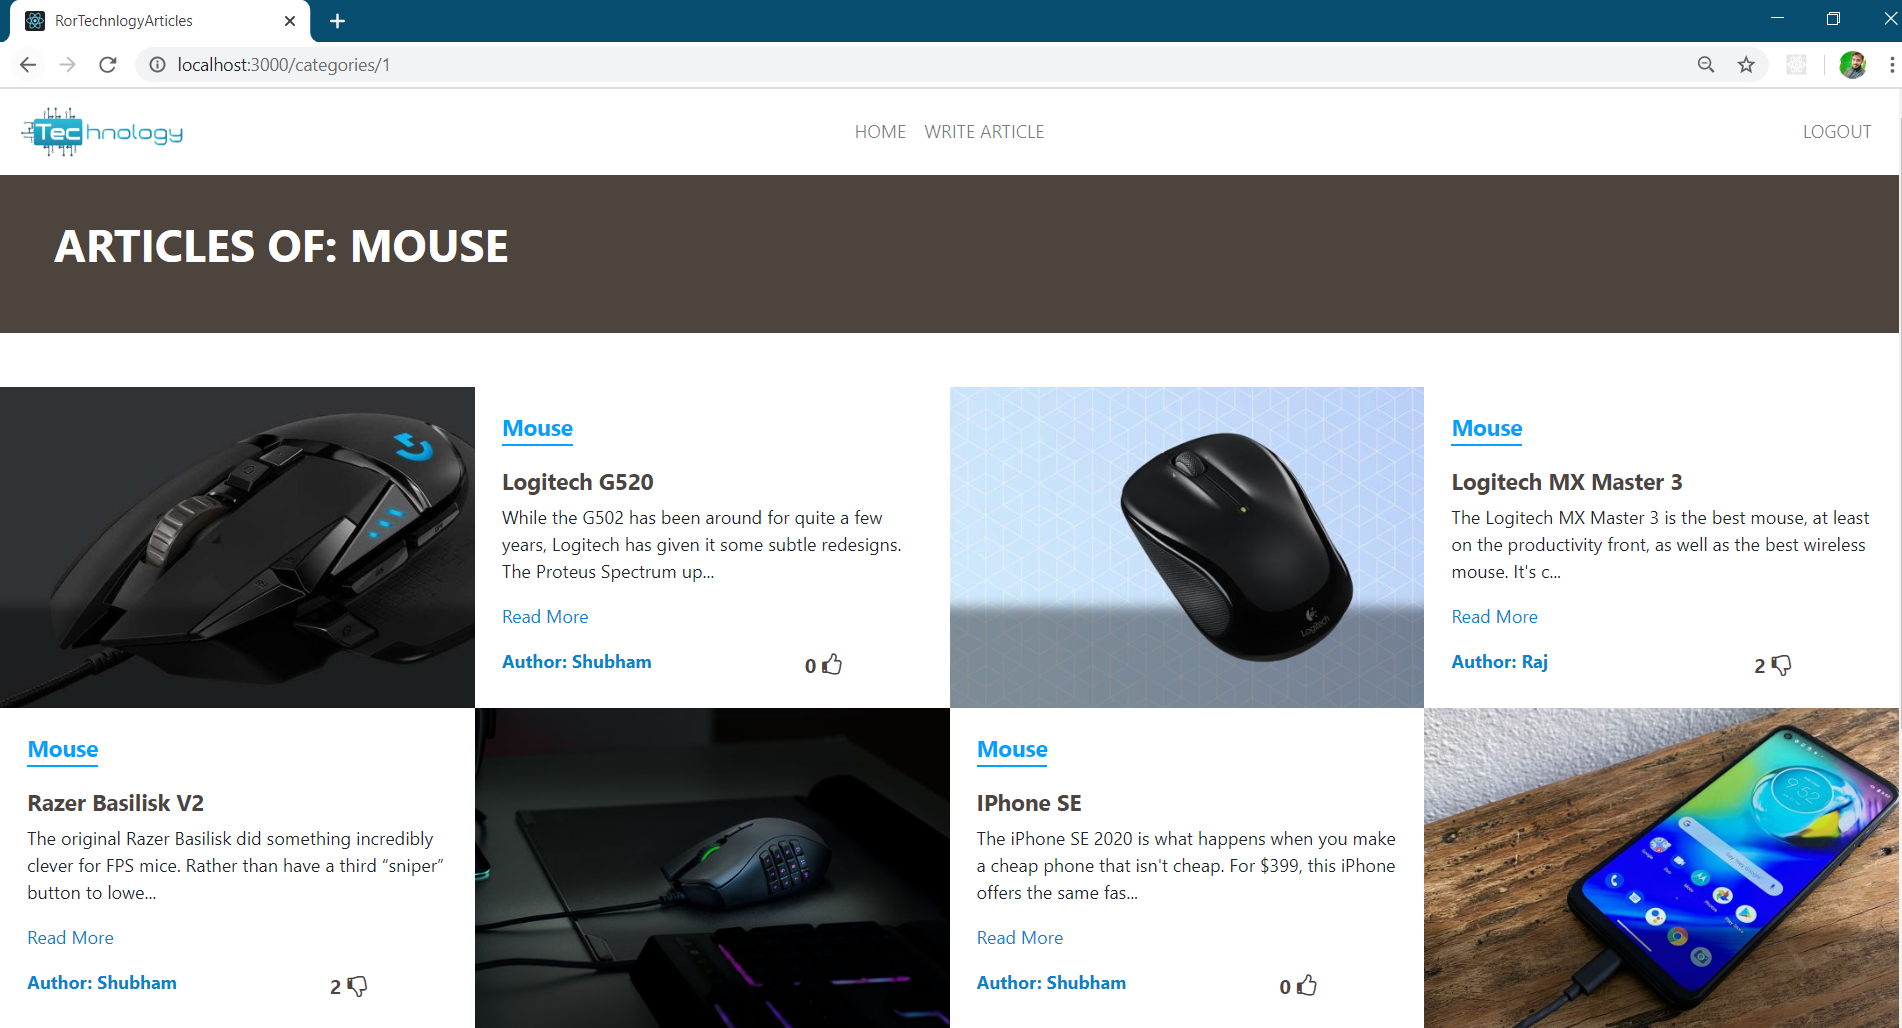 RorTechnlogyArticles
localhost:3000/categories/1
Technology
HOME WRITE ARTICLE
LOGOUT
ARTICLES OF: MOUSE
Mouse
Logitech G520
While the G502 has been around for quite a few
years, Logitech has given it some subtle redesigns.
The Proteus Spectrum up...
Read More
Author: Shubham
0
Logitech
Mouse
Logitech MX Master 3
The Logitech MX Master 3 is the best mouse, at least
on the productivity front, as well as the best wireless
mouse. It's c...
Read More
Author: Raj
2
Mouse
Razer Basilisk V2
The original Razer Basilisk did something incredibly
clever for FPS mice. Rather than have a third “sniper”
button to lowe...
Read More
Author: Shubham
2
Mouse
IPhone SE
The iPhone SE 2020 is what happens when you make
a cheap phone that isn't cheap. For $399, this iPhone
offers the same fas...
Read More
Author: Shubham
0
9:52